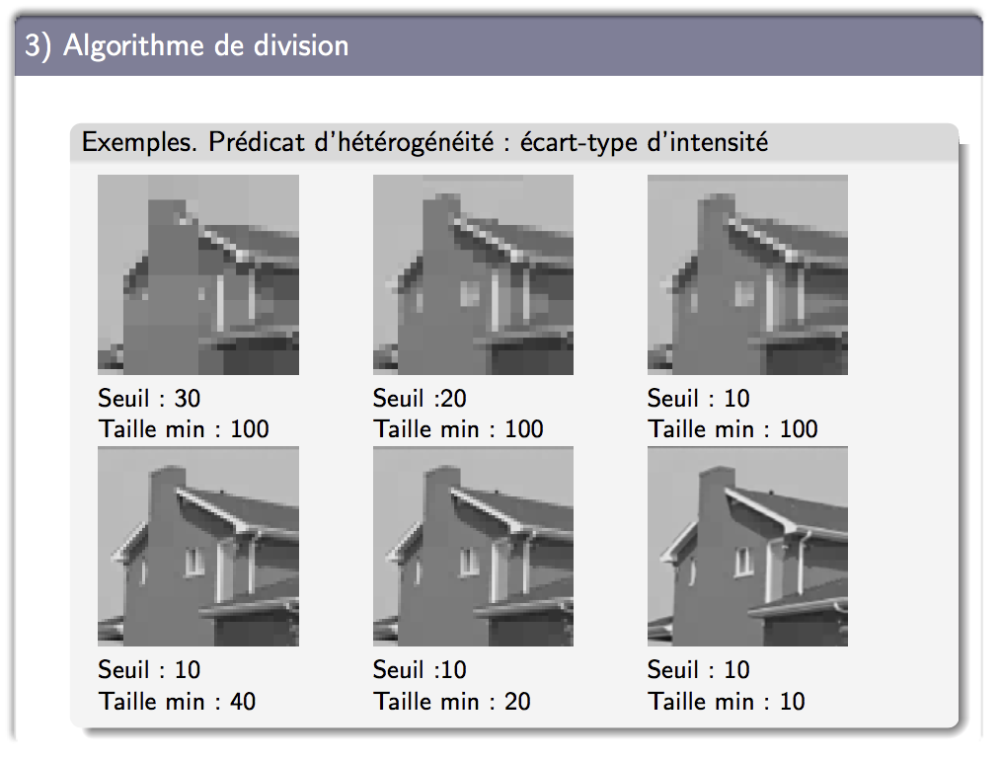 3) Algorithme de division
Exemples. Prédicat d'hétérogénéité : écart-type d'intensité
Seuil : 30
Taille min : 100
Seuil :20
Taille min : 100
Seuil : 10
Taille min : 100
Seuil : 10
Taille min : 40
Seuil :10
Taille min : 20
Seuil : 10
Taille min : 10